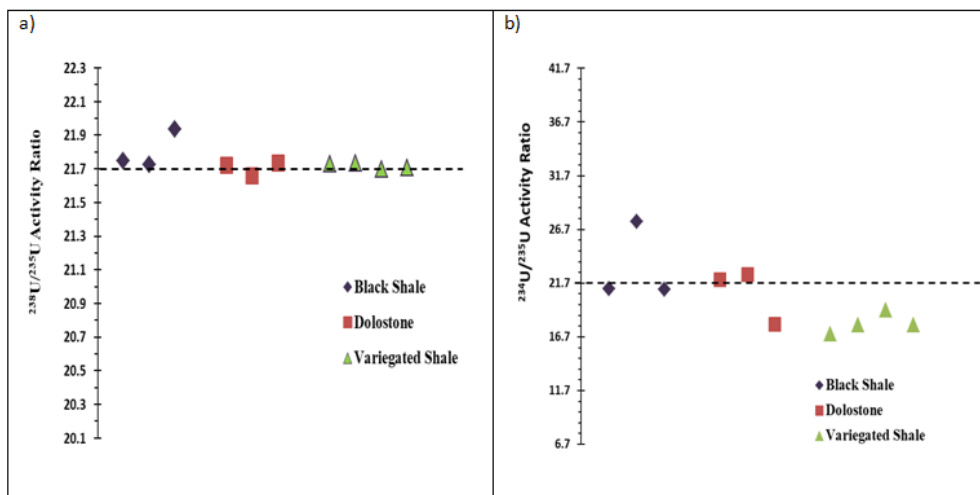 a)
22.3
22.1
21.9
21.7
21.5
21.3
21.1
20.9
20.7
20.5
20.3
20.1
²³⁸U/²³⁵U Activity Ratio
Black Shale
Dolostone
Variegated Shale
b)
41.7
36.7
31.7
26.7
21.7
16.7
11.7
6.7
²³⁴U/²³⁵U Activity Ratio
Black Shale
Dolostone
Variegated Shale